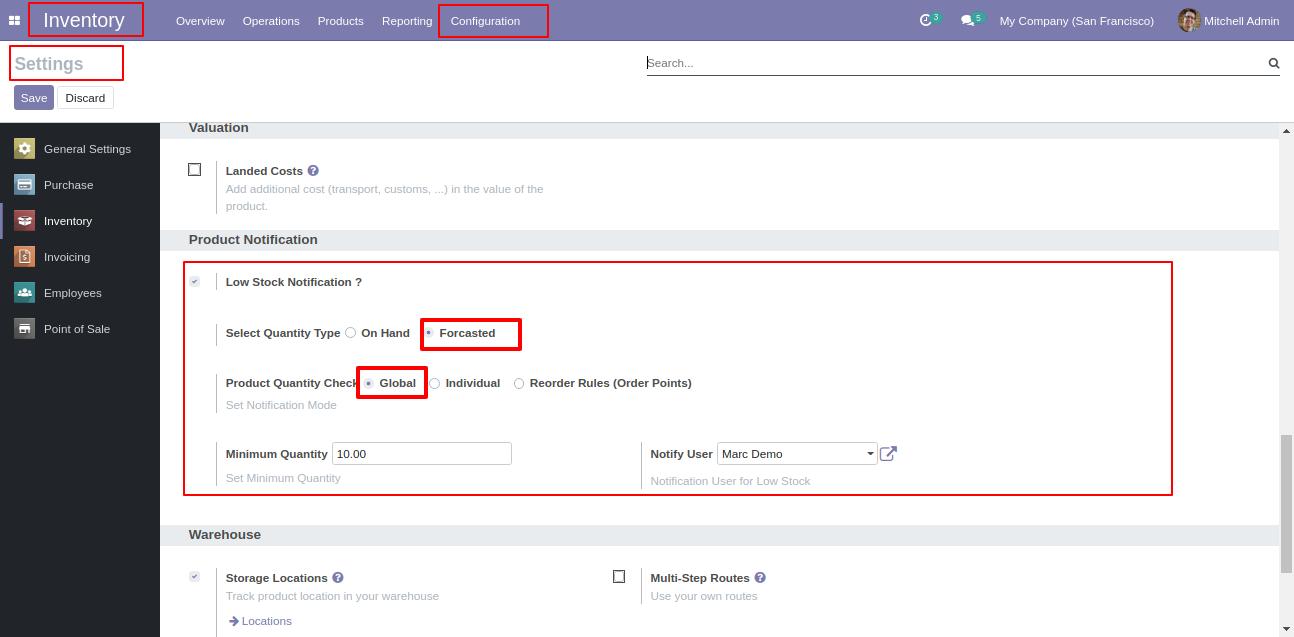 Inventory Overview Operations Products Reporting Configuration 3 5 My Company (San Francisco) Mitchell Admin
Settings Search...
Save Discard
General Settings
Purchase
Inventory
Invoicing
Employees
Point of Sale
Valuation
Landed Costs ?
Add additional cost (transport, customs, ...) in the value of the
product.
Product Notification
Low Stock Notification ?
Select Quantity Type On Hand Forcasted
Product Quantity Check Global Individual Reorder Rules (Order Points)
Set Notification Mode
Minimum Quantity 10.00 Notify User Marc Demo
Set Minimum Quantity Notification User for Low Stock
Warehouse
Storage Locations ? Multi-Step Routes ?
Track product location in your warehouse Use your own routes
Locations